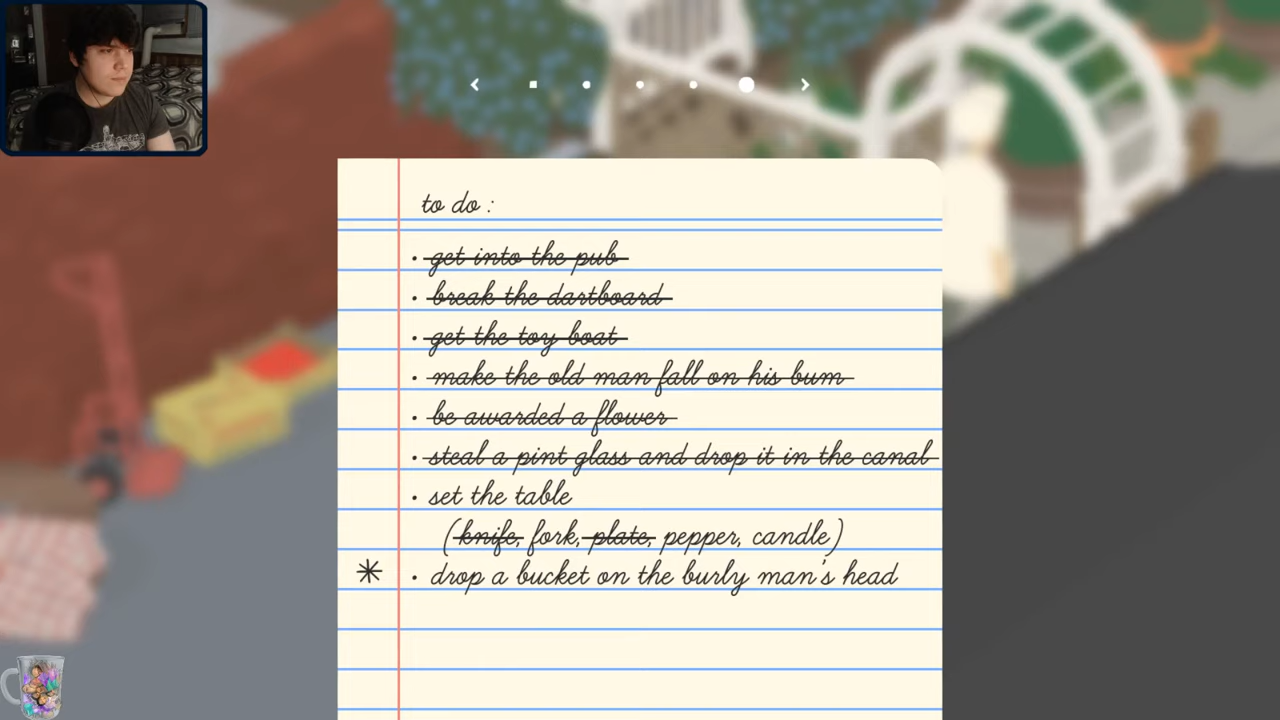 to do :
• get into the pub
• break the dartboard
• get the toy boat
• make the old man fall on his bum
• be awarded a flower
• steal a pint glass and drop it in the canal
• set the table
(knife, fork, plate, pepper, candle)
* • drop a bucket on the burly man's head